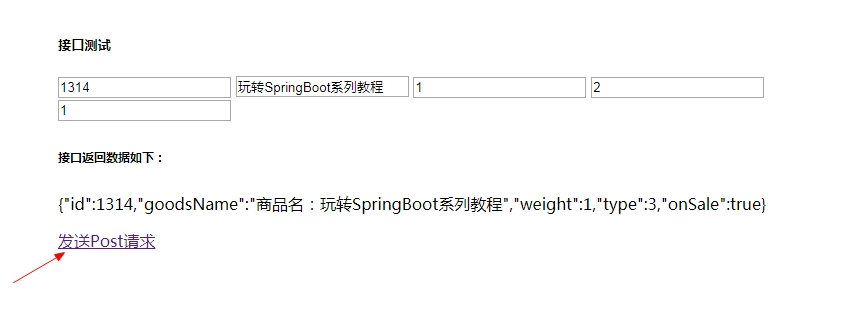 接口测试
1314 玩转SpringBoot系列教程 1 2
1
接口返回数据如下：
{"id":1314,"goodsName":"商品名：玩转SpringBoot系列教程","weight":1,"type":3,"onSale":true}
发送Post请求